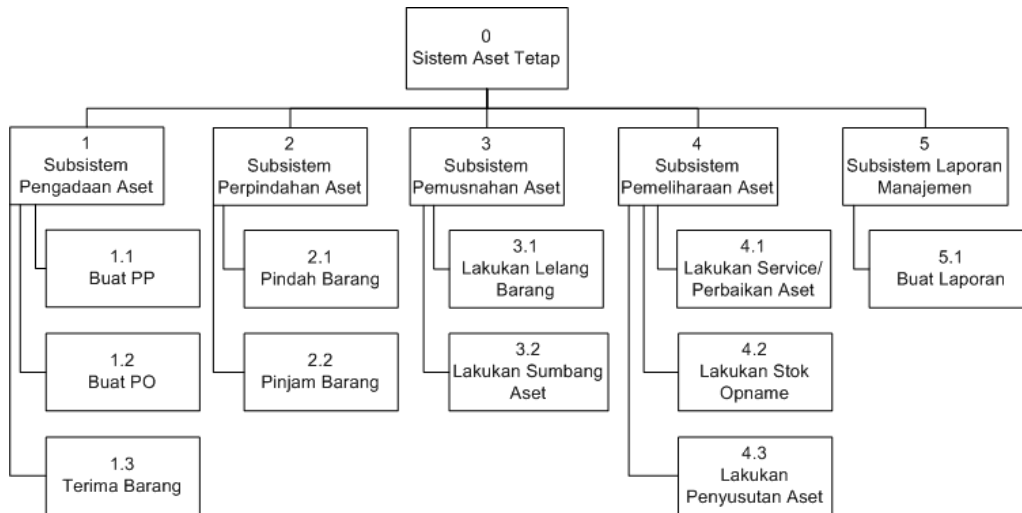 0
Sistem Aset Tetap
1
Subsistem
Pengadaan Aset
2
Subsistem
Perpindahan Aset
3
Subsistem
Pemusnahan Aset
4
Subsistem
Pemeliharaan Aset
5
Subsistem Laporan
Manajemen
1.1
Buat PP
2.1
Pindah Barang
3.1
Lakukan Lelang
Barang
4.1
Lakukan Service/
Perbaikan Aset
5.1
Buat Laporan
1.2
Buat PO
2.2
Pinjam Barang
3.2
Lakukan Sumbang
Aset
4.2
Lakukan Stok
Opname
1.3
Terima Barang
4.3
Lakukan
Penyusutan Aset